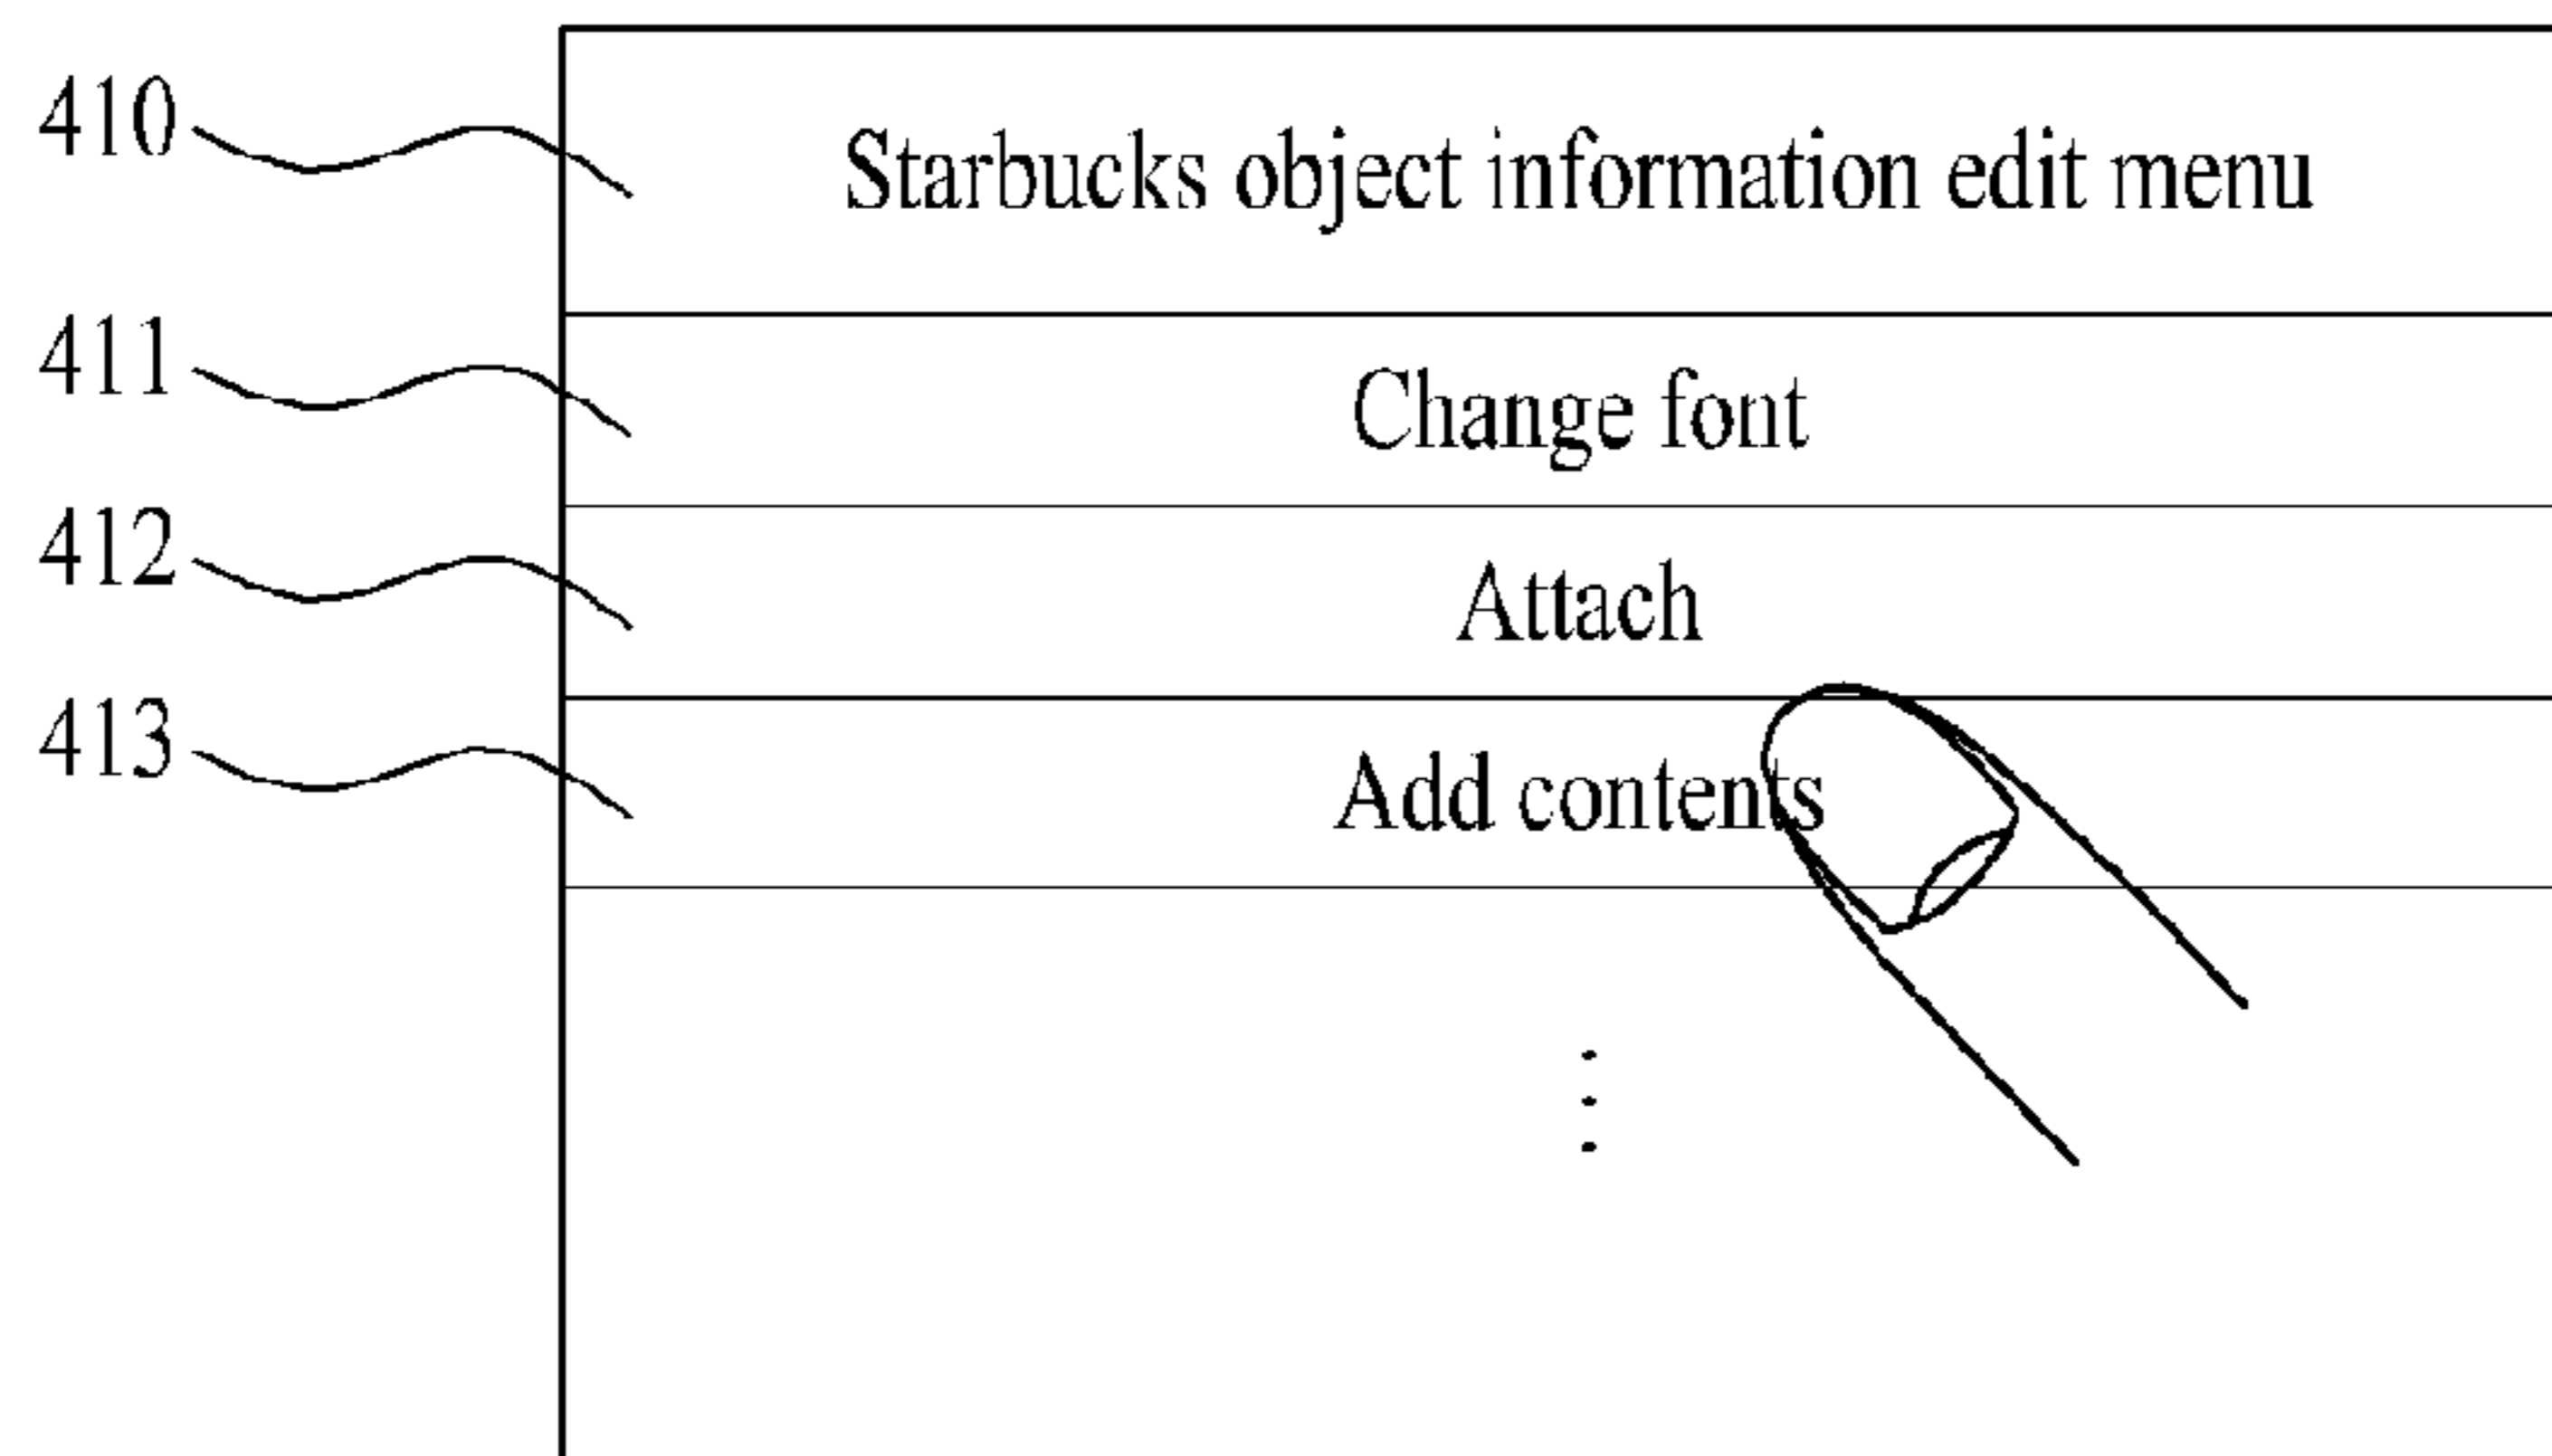 410 Starbucks object information edit menu
411 Change font
412 Attach
413 Add contents